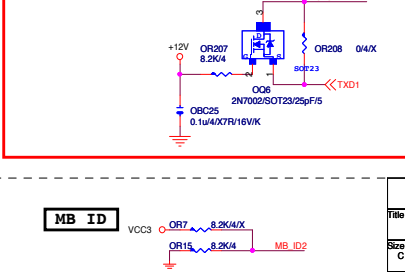 3
D
+12V
OR207
8.2K/4
OR208 0/4/X
G S
SOT23
2 1
TXD1
OQ6
2N7002/SOT23/25pF/5
OBC25
0.1u/4/X7R/16V/K
MB ID
VCC3
OR7 8.2K/4/X
OR15 8.2K/4
MB_ID2
Title
Size
C